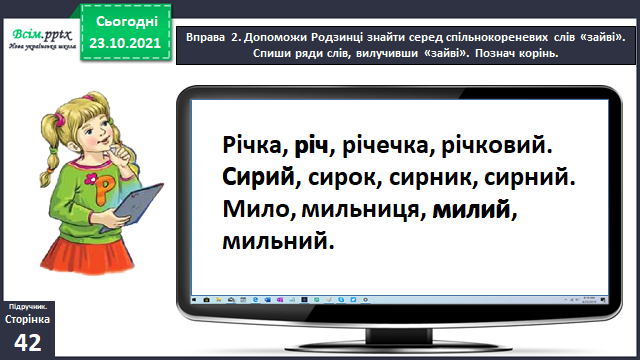 Всім.pptx
Нова українська школа
Сьогодні
23.10.2021
Вправа 2. Допоможи Родзинці знайти серед спільнокореневих слів «зайві».
Спиши ряди слів, вилучивши «зайві». Познач корінь.
Річка, річ, річечка, річковий.
Сирий, сирок, сирник, сирний.
Мило, мильниця, милий,
мильний.
Р
Підручник.
Сторінка
42